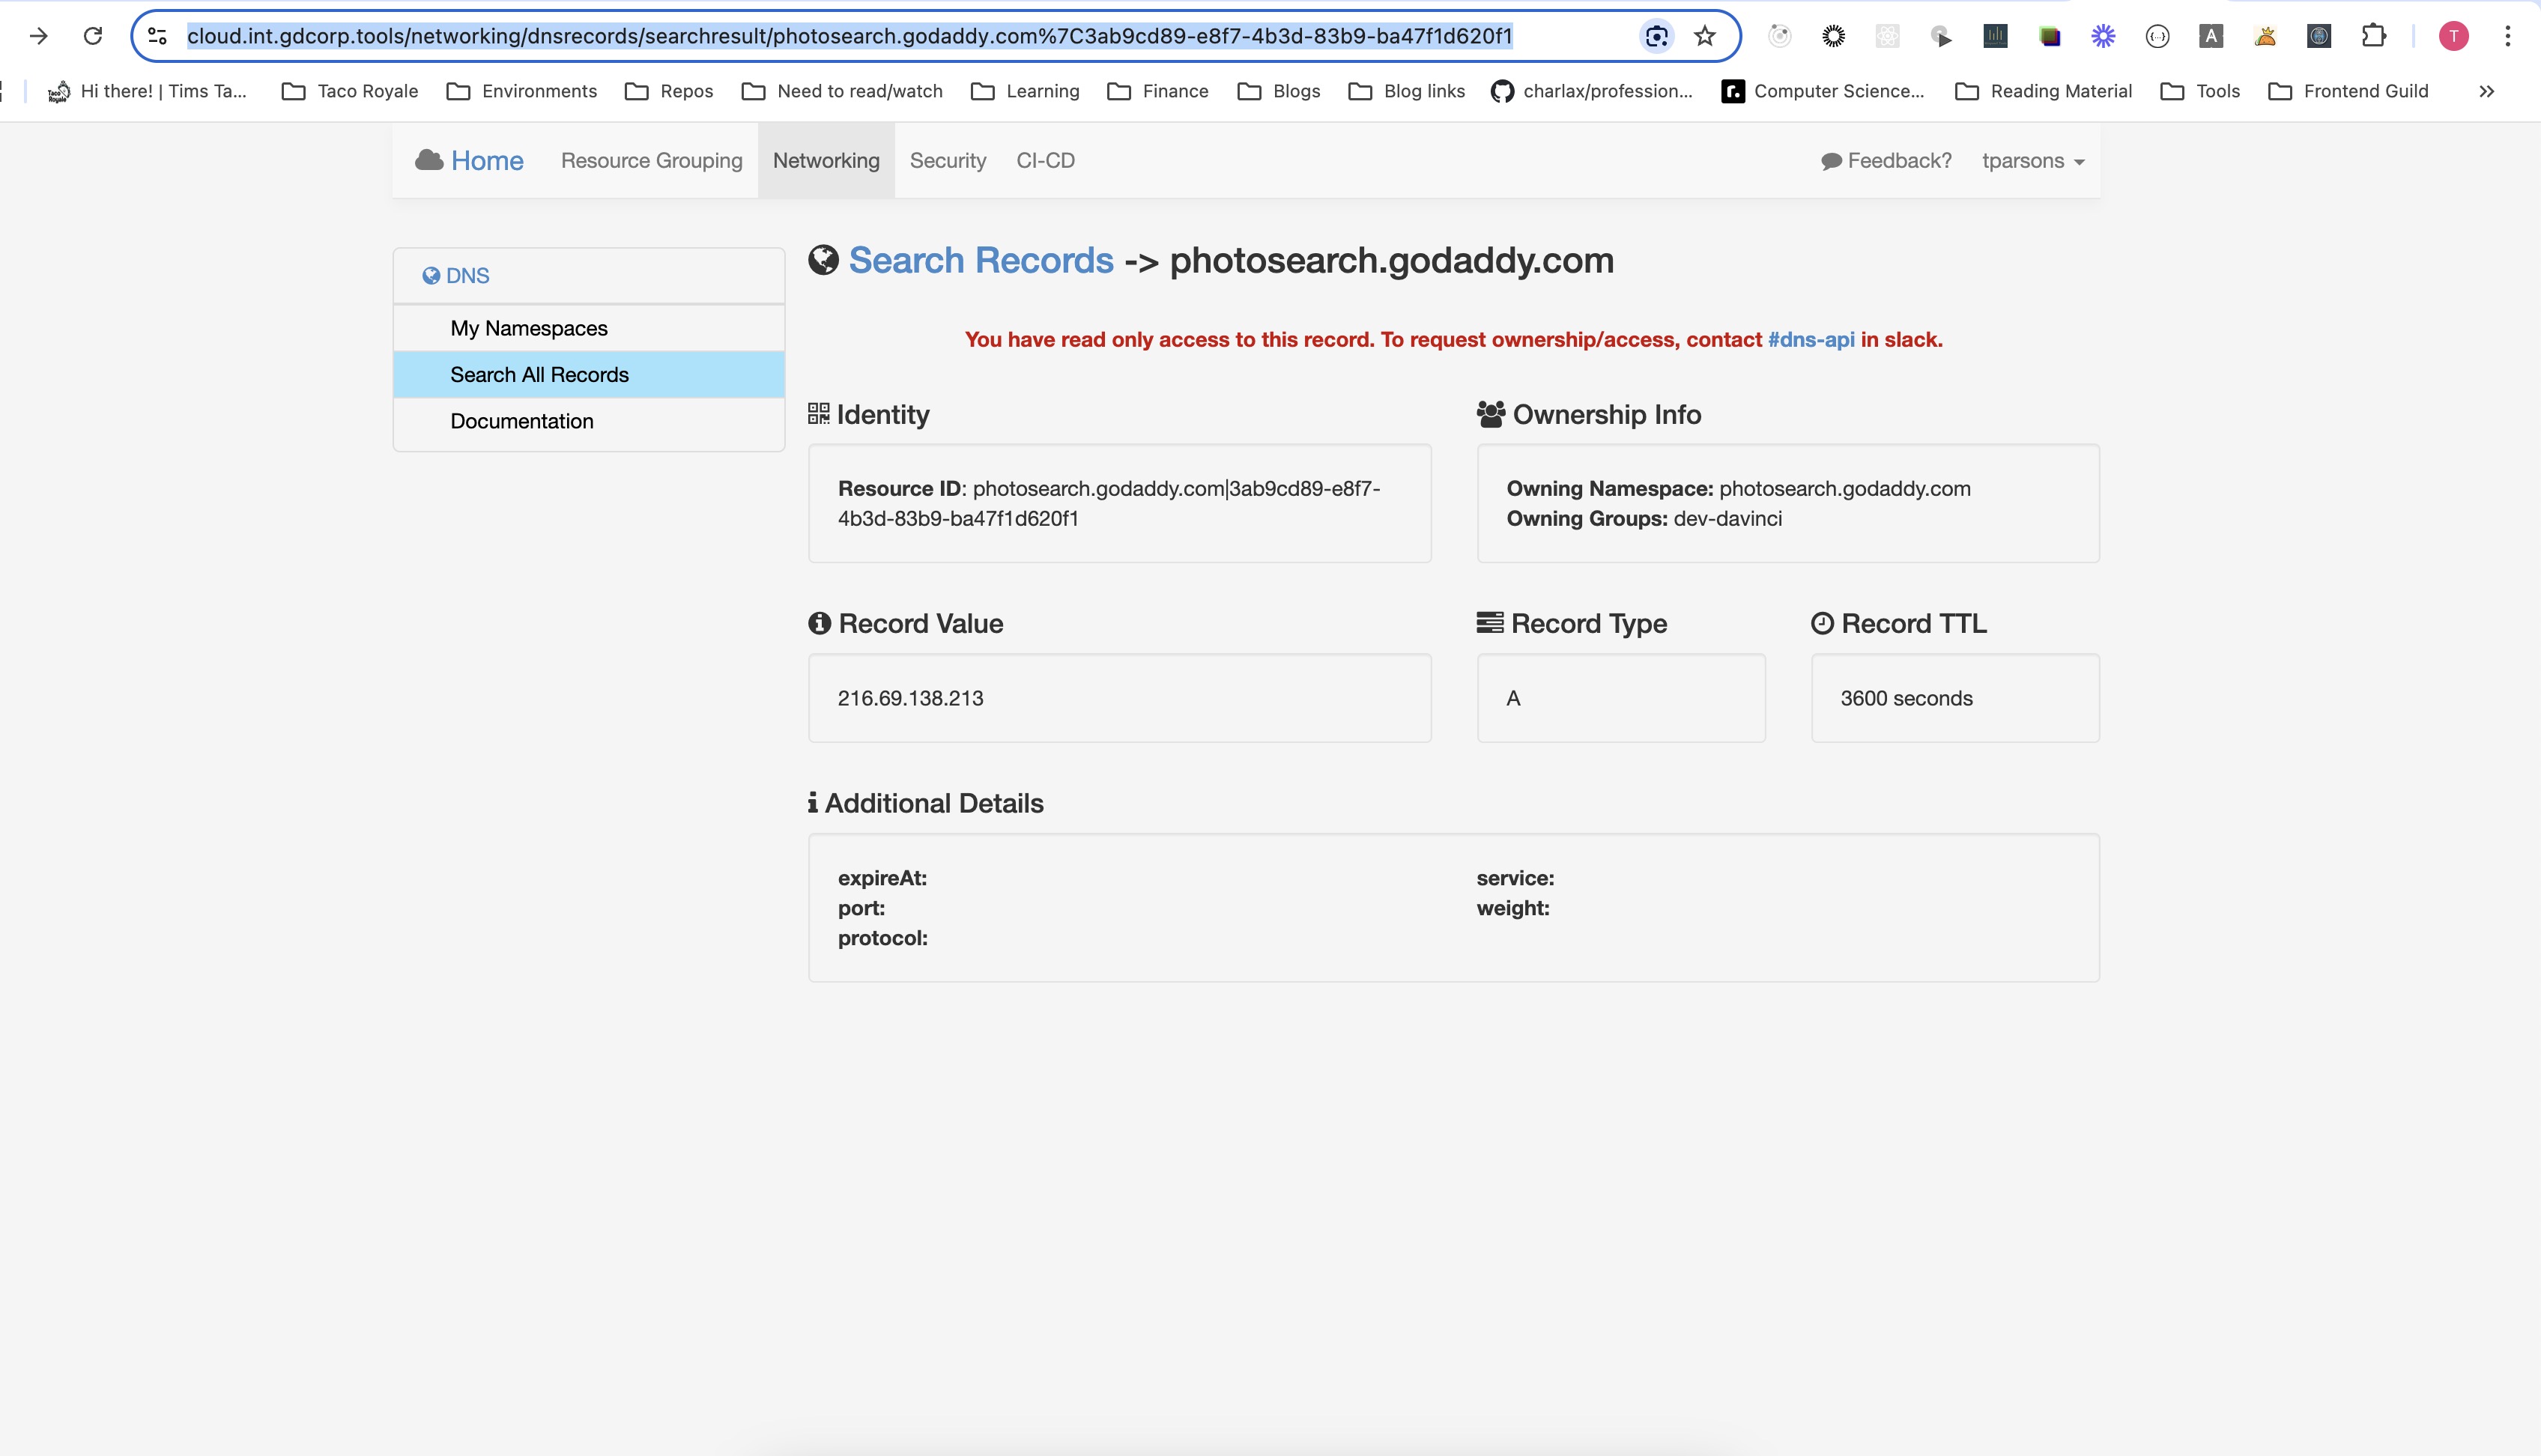 cloud.int.gdcorp.tools/networking/dnsrecords/searchresult/photosearch.godaddy.com%7C3ab9cd89-e8f7-4b3d-83b9-ba47f1d620f1
T
Hi there! | Tims Ta...
Taco Royale
Environments
Repos
Need to read/watch
Learning
Finance
Blogs
Blog links
charlax/profession...
Computer Science...
Reading Material
Tools
Frontend Guild
Home
Resource Grouping
Networking
Security
CI-CD
Feedback?
tparsons
DNS
My Namespaces
Search All Records
Documentation
Search Records -> photosearch.godaddy.com
You have read only access to this record. To request ownership/access, contact #dns-api in slack.
Identity
Resource ID: photosearch.godaddy.com|3ab9cd89-e8f7-
4b3d-83b9-ba47f1d620f1
Ownership Info
Owning Namespace: photosearch.godaddy.com
Owning Groups: dev-davinci
Record Value
216.69.138.213
Record Type
A
Record TTL
3600 seconds
Additional Details
expireAt:
port:
protocol:
service:
weight: